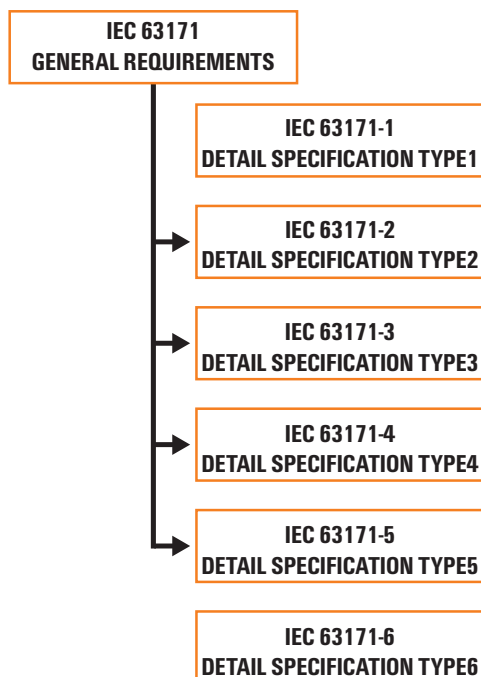 IEC 63171
GENERAL REQUIREMENTS
IEC 63171-1
DETAIL SPECIFICATION TYPE1
IEC 63171-2
DETAIL SPECIFICATION TYPE2
IEC 63171-3
DETAIL SPECIFICATION TYPE3
IEC 63171-4
DETAIL SPECIFICATION TYPE4
IEC 63171-5
DETAIL SPECIFICATION TYPE5
IEC 63171-6
DETAIL SPECIFICATION TYPE6